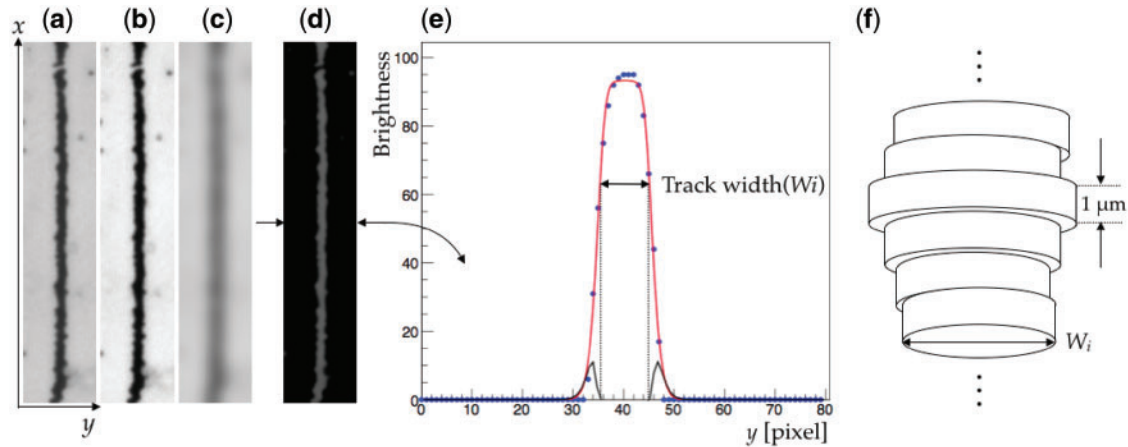 (a) (b) (c) (d) (e) (f)
x
y
Brightness
100
80
60
40
20
0
Track width(Wi)
0 10 20 30 40 50 60 70 80
y [pixel]
1 μm
Wi